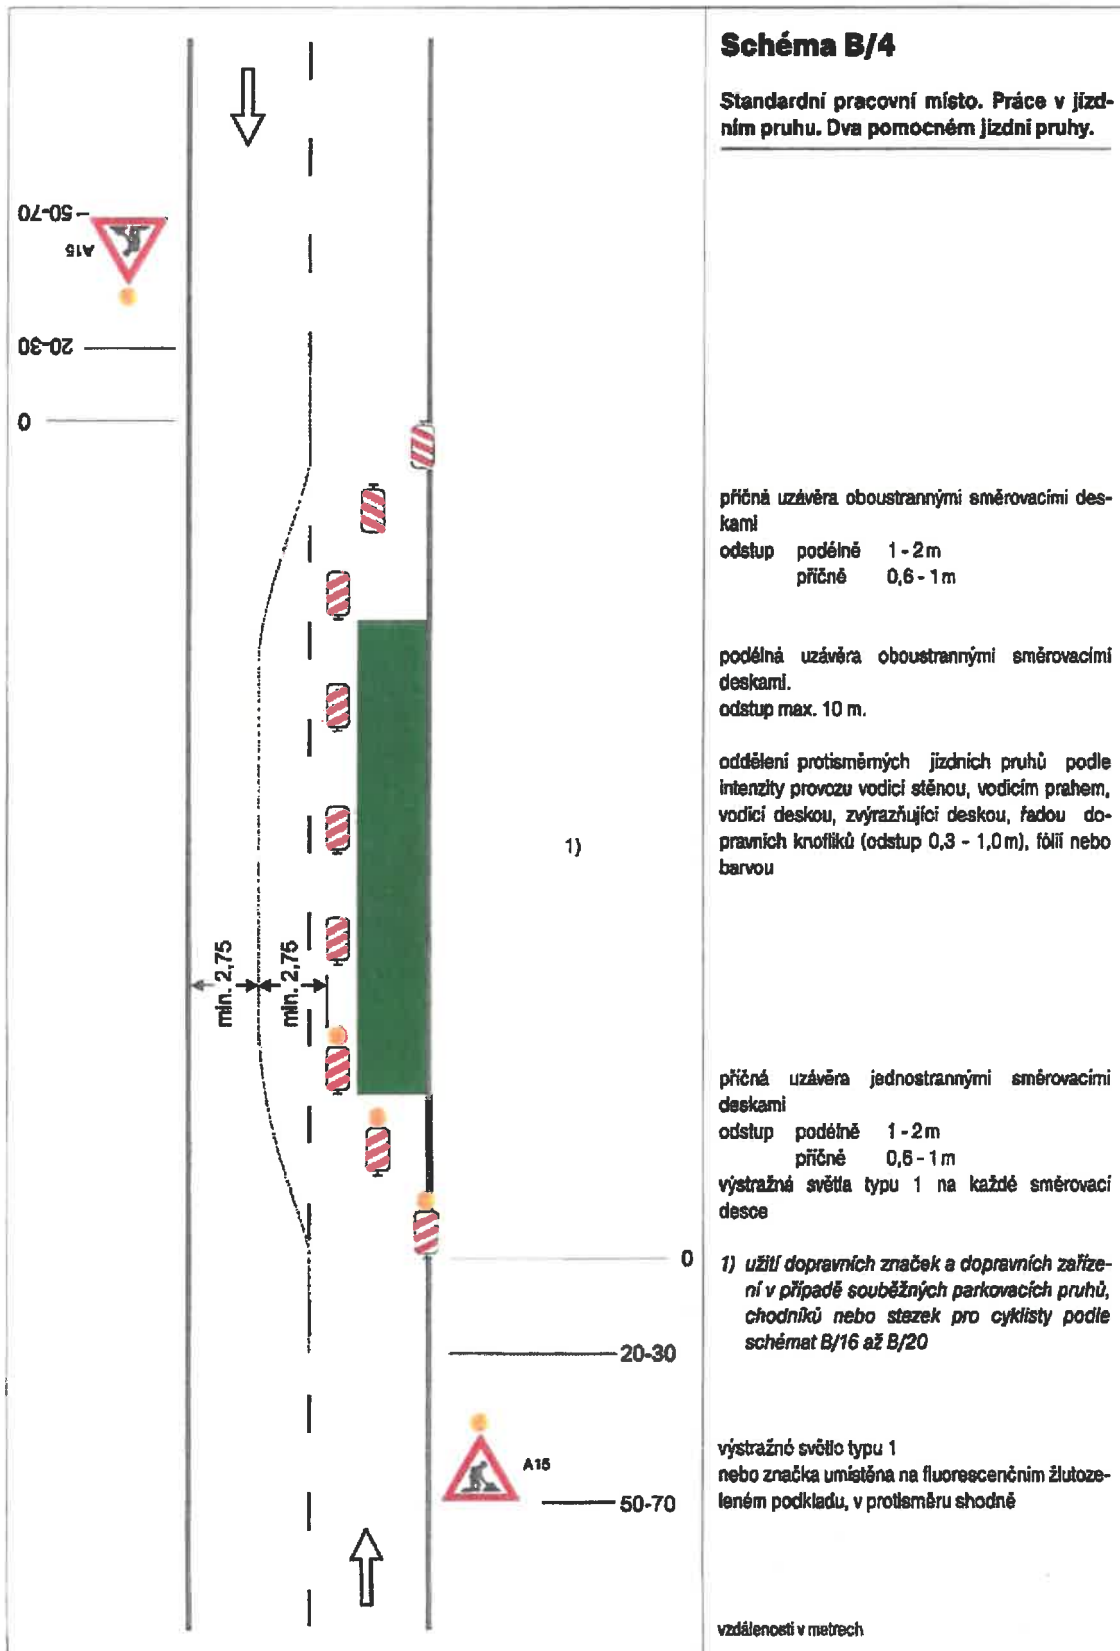 Schéma B/4
Standardní pracovní místo. Práce v jízd-
ním pruhu. Dva pomocném jízdní pruhy.
50-70
A15
20-30
0
příčná uzávěra oboustrannými směrovacími des-
kami
odstup podélně 1 - 2 m
příčně 0,6 - 1 m
podélná uzávěra oboustrannými směrovacími
deskami.
odstup max. 10 m.
oddělení protisměrných jízdních pruhů podle
intenzity provozu vodicí stěnou, vodicím prahem,
vodicí deskou, zvýrazňující deskou, řadou do-
pravních knoflíků (odstup 0,3 - 1,0 m), fólií nebo
barvou
1)
min. 2,75
min. 2,75
příčná uzávěra jednostrannými směrovacími
deskami
odstup podélně 1 - 2 m
příčně 0,6 - 1 m
výstražná světla typu 1 na každé směrovací
desce
0
1) užití dopravních značek a dopravních zaříze-
ní v případě souběžných parkovacích pruhů,
chodníků nebo stezek pro cyklisty podle
schémat B/16 až B/20
20-30
A15
50-70
výstražné světlo typu 1
nebo značka umístěna na fluorescenčním žlutoze-
leném podkladu, v protisměru shodně
vzdálenosti v metrech